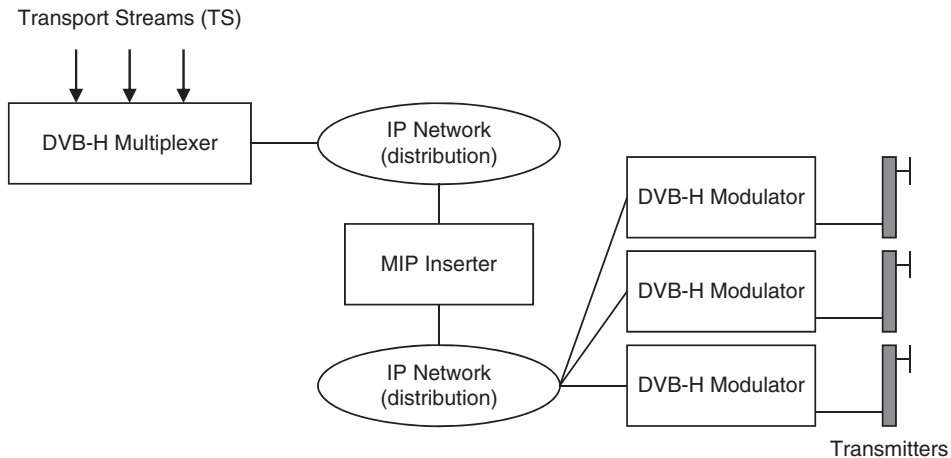 Transport Streams (TS)
DVB-H Multiplexer
IP Network
(distribution)
MIP Inserter
IP Network
(distribution)
DVB-H Modulator
DVB-H Modulator
DVB-H Modulator
Transmitters